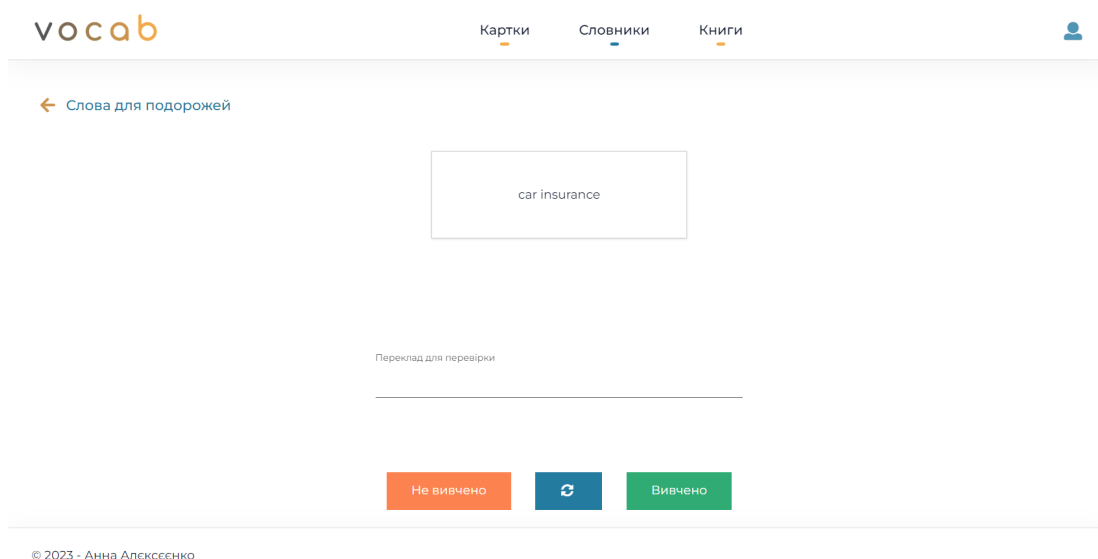 vocab
Картки Словники Книги
Слова для подорожей
car insurance
Переклад для перевірки
Не вивчено Вивчено
© 2023 - Анна Алєксєєнко